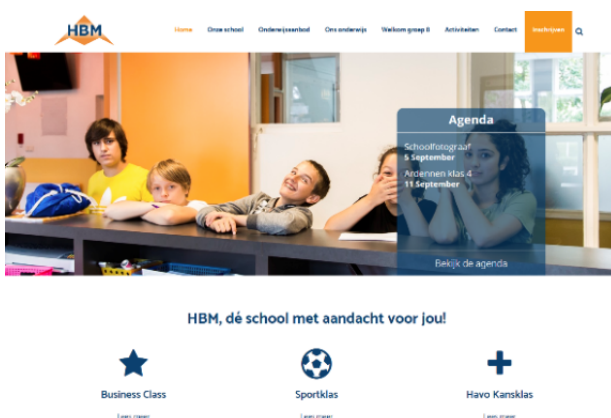 HBM
Home Onze school Onderwijsaanbod Ons onderwijs Welkom groep 8 Activiteiten Contact Inschrijven
Agenda
Schoolfotograaf
5 September
Ardennen klas 4
11 September
Bekijk de agenda
HBM, dé school met aandacht voor jou!
Business Class Sportklas Havo Kansklas